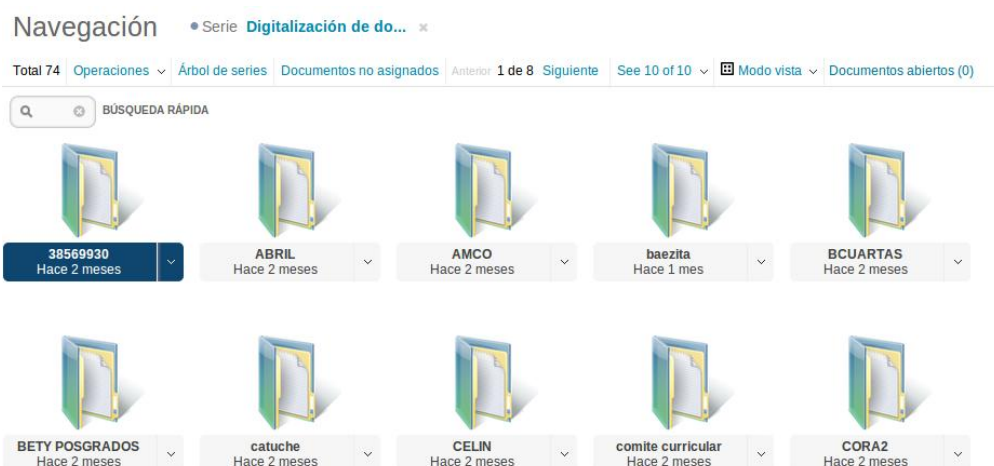 Navegación Serie Digitalización de do...
Total 74 Operaciones Árbol de series Documentos no asignados Anterior 1 de 8 Siguiente See 10 of 10 Modo vista Documentos abiertos (0)
BÚSQUEDA RÁPIDA
38569930 ABRIL AMCO baezita BCUARTAS
Hace 2 meses Hace 2 meses Hace 2 meses Hace 1 mes Hace 2 meses
BETY POSGRADOS catuche CELIN comite curricular CORA2
Hace 2 meses Hace 2 meses Hace 2 meses Hace 2 meses Hace 2 meses